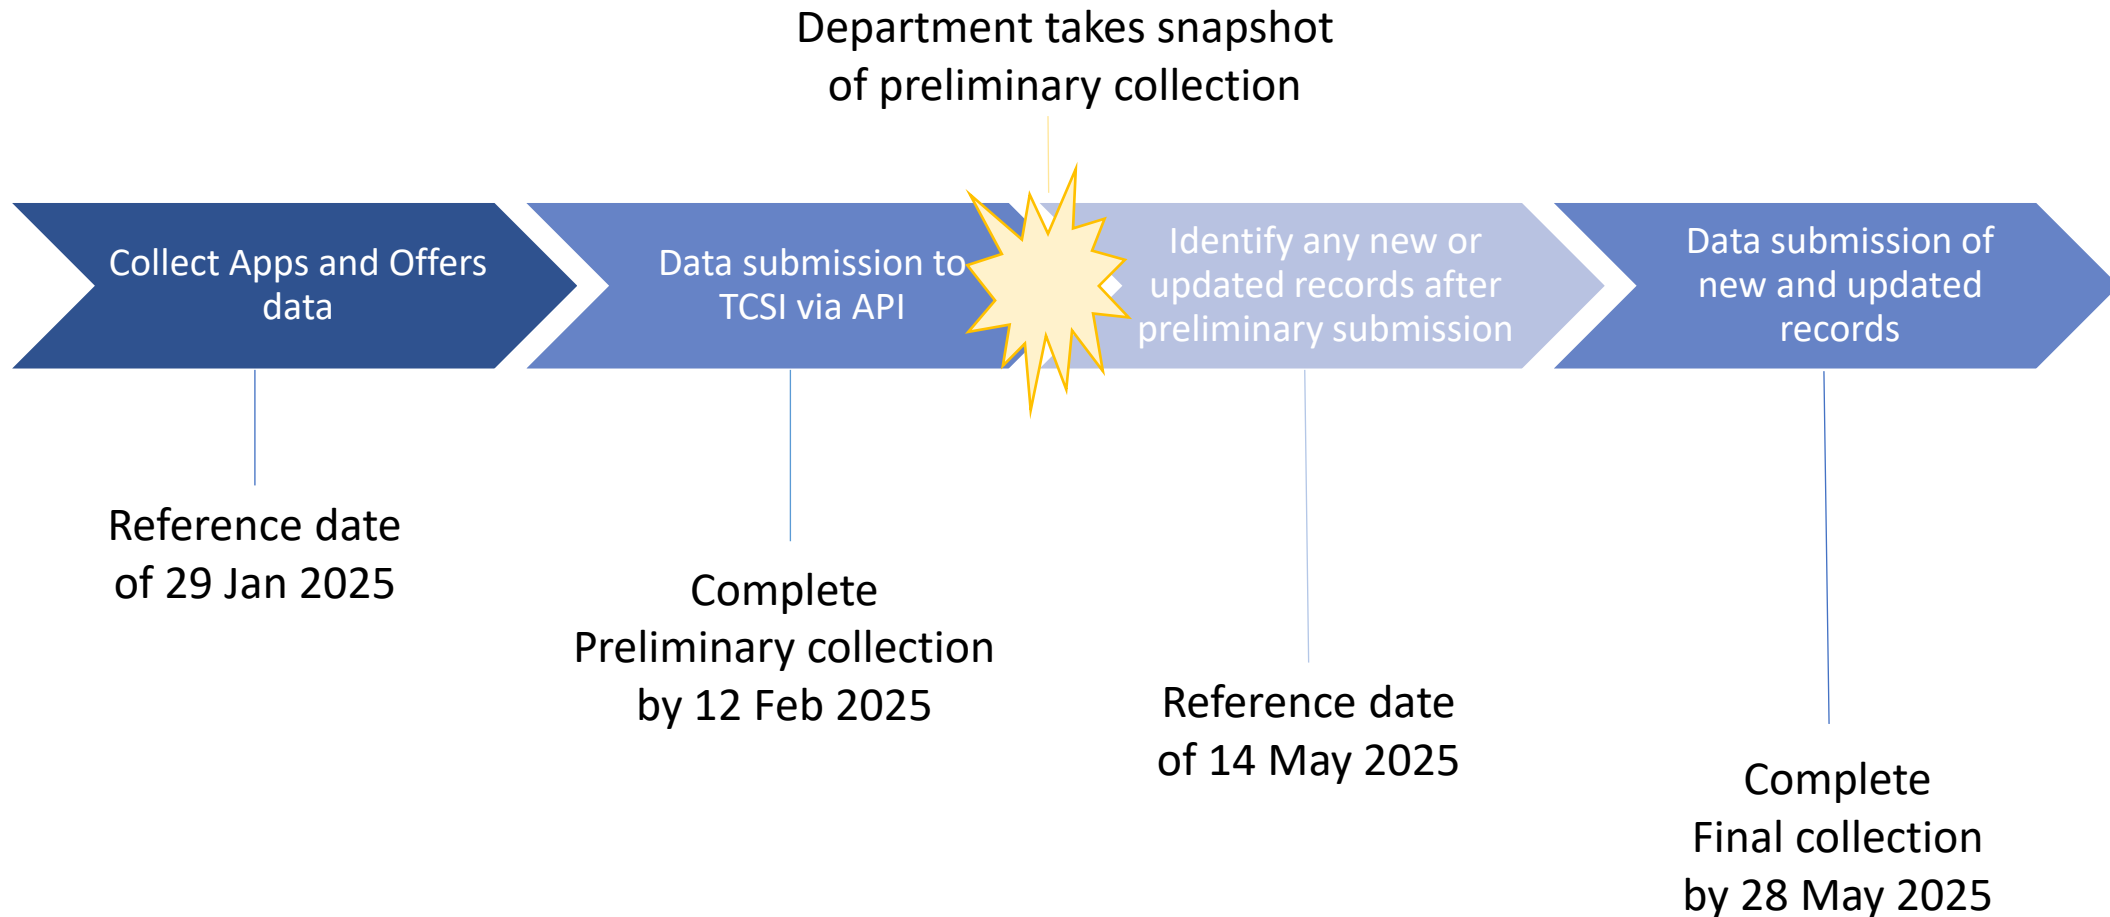 Department takes snapshot
of preliminary collection
Collect Apps and Offers
data
Data submission to
TCSI via API
Identify any new or
updated records after
preliminary submission
Data submission of
new and updated
records
Reference date
of 29 Jan 2025
Complete
Preliminary collection
by 12 Feb 2025
Reference date
of 14 May 2025
Complete
Final collection
by 28 May 2025